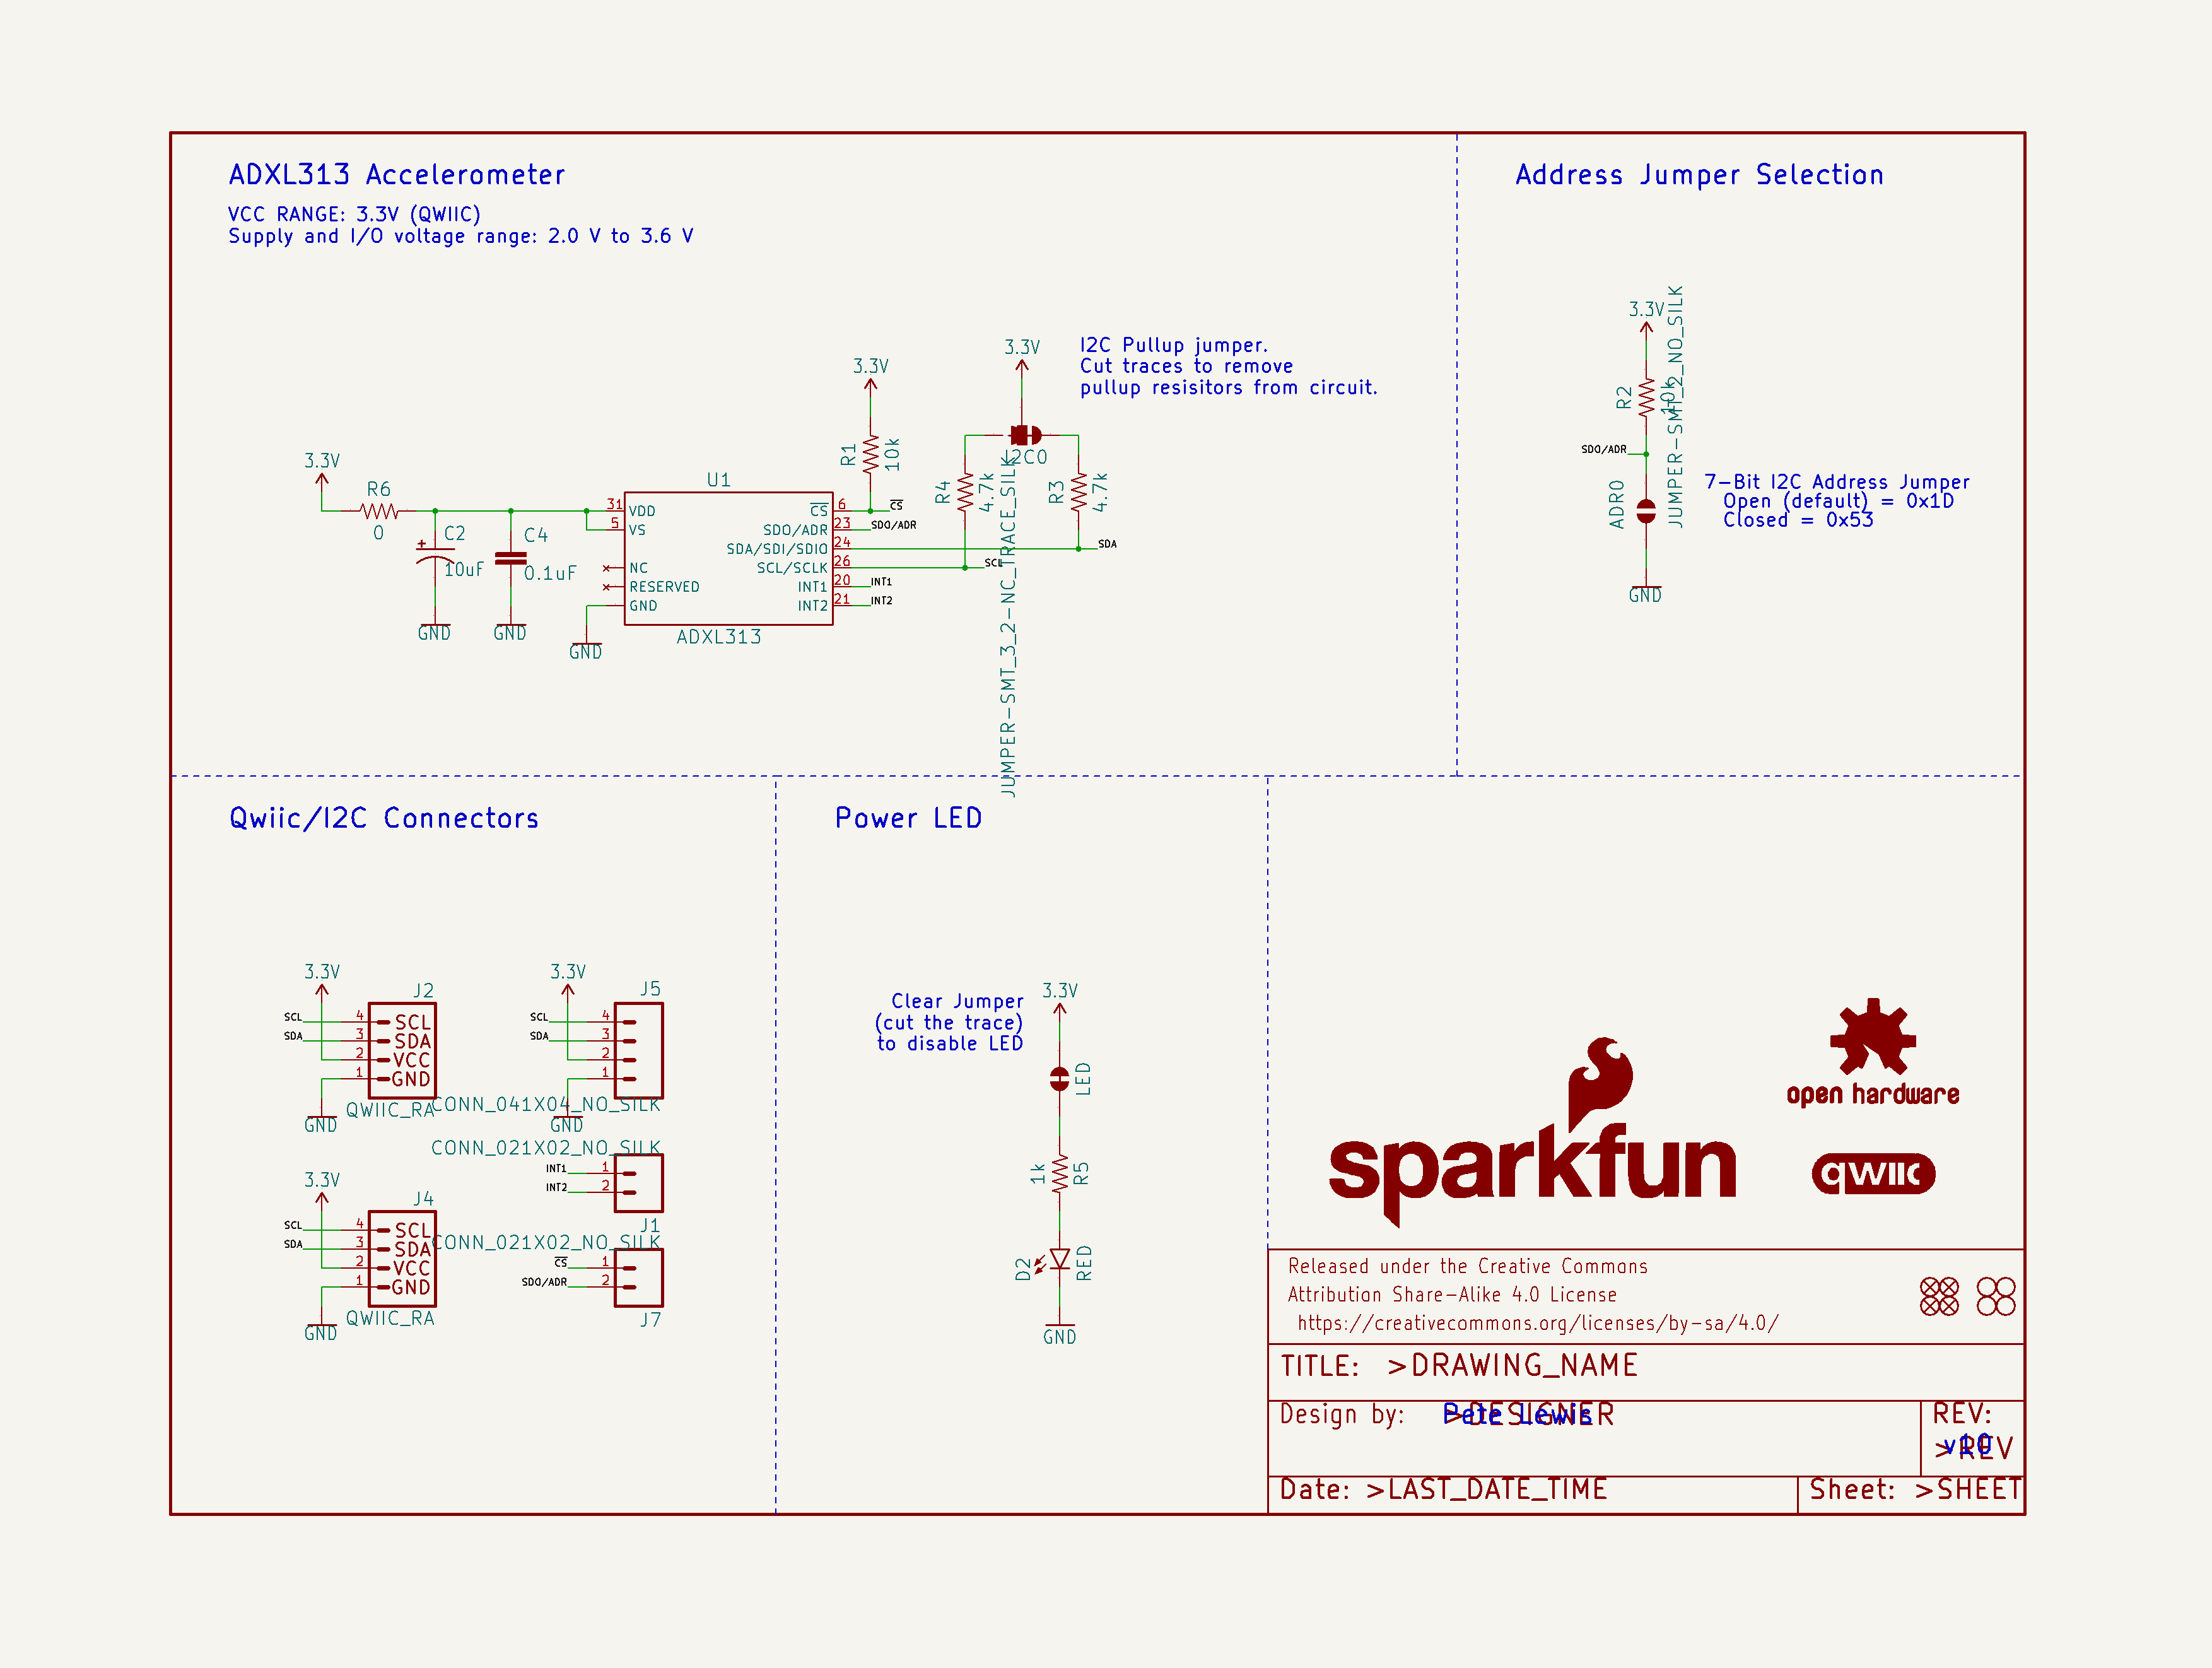 ADXL313 Accelerometer
VCC RANGE: 3.3V (QWIIC)
Supply and I/O voltage range: 2.0 V to 3.6 V
3.3V
R6
0
C2
10uF
GND
C4
0.1uF
GND
GND
U1
31 VDD
5 VS
NC
RESERVED
GND
CS 6
SDO/ADR 23
SDA/SDI/SDIO 24
SCL/SCLK 26
INT1 20
INT2 21
ADXL313
3.3V
R1
10k
CS
SDO/ADR
INT1
INT2
3.3V
I2C0
JUMPER-SMT_3_2-NC_TRACE_SILK
R4
4.7k
R3
4.7k
SDA
SCL
I2C Pullup jumper.
Cut traces to remove
pullup resisitors from circuit.
Address Jumper Selection
3.3V
R2
10k
JUMPER-SMT_2_NO_SILK
SDO/ADR
ADR0
GND
7-Bit I2C Address Jumper
Open (default) = 0x1D
Closed = 0x53
Qwiic/I2C Connectors
3.3V
J2
SCL 4 SCL
SDA 3 SDA
2 VCC
1 GND
GND
QWIIC_RA
3.3V
J5
SCL 4
SDA 3
2
1
CONN_041X04_NO_SILK
GND
CONN_021X02_NO_SILK
INT1 1
INT2 2
J1
3.3V
J4
SCL 4 SCL
SDA 3 SDA
2 VCC
1 GND
GND
QWIIC_RA
CONN_021X02_NO_SILK
CS 1
SDO/ADR 2
J7
Power LED
Clear Jumper
(cut the trace)
to disable LED
3.3V
LED
1k
R5
D2
RED
GND
sparkfun
open hardware
qwiic
Released under the Creative Commons
Attribution Share-Alike 4.0 License
https://creativecommons.org/licenses/by-sa/4.0/
TITLE: >DRAWING_NAME
Design by: >DESIGNER
Pete Lewis
REV:
>REV
v10
Date: >LAST_DATE_TIME
Sheet: >SHEET